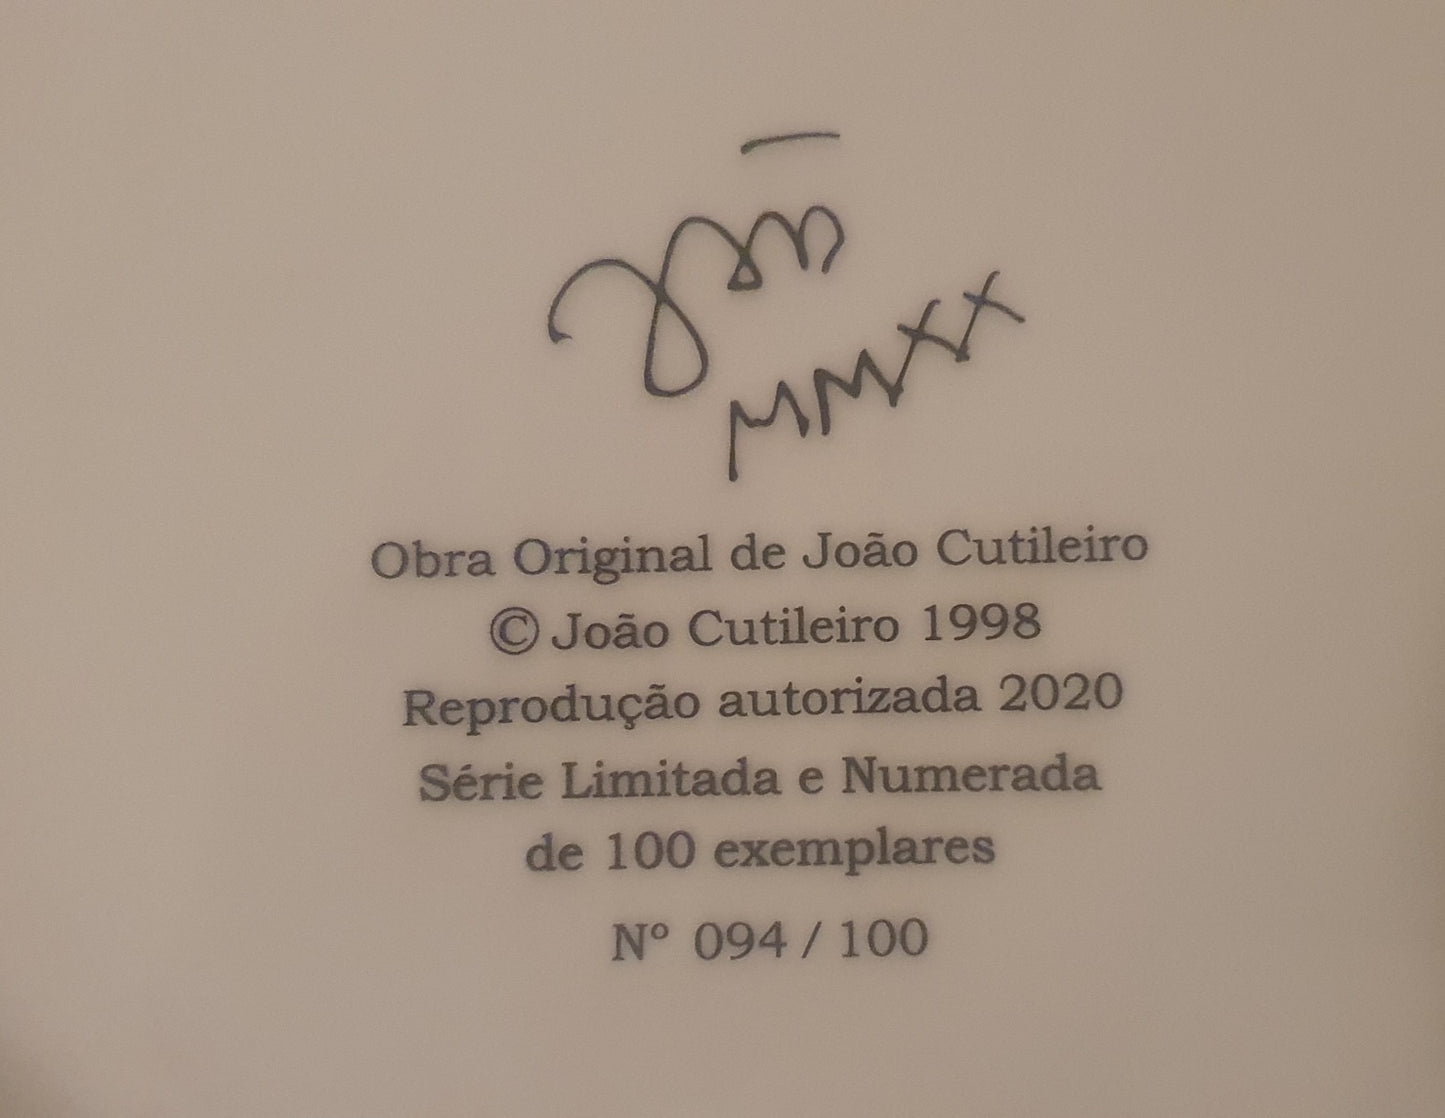 João
MMXX
Obra Original de João Cutileiro
© João Cutileiro 1998
Reprodução autorizada 2020
Série Limitada e Numerada
de 100 exemplares
Nº 094 / 100